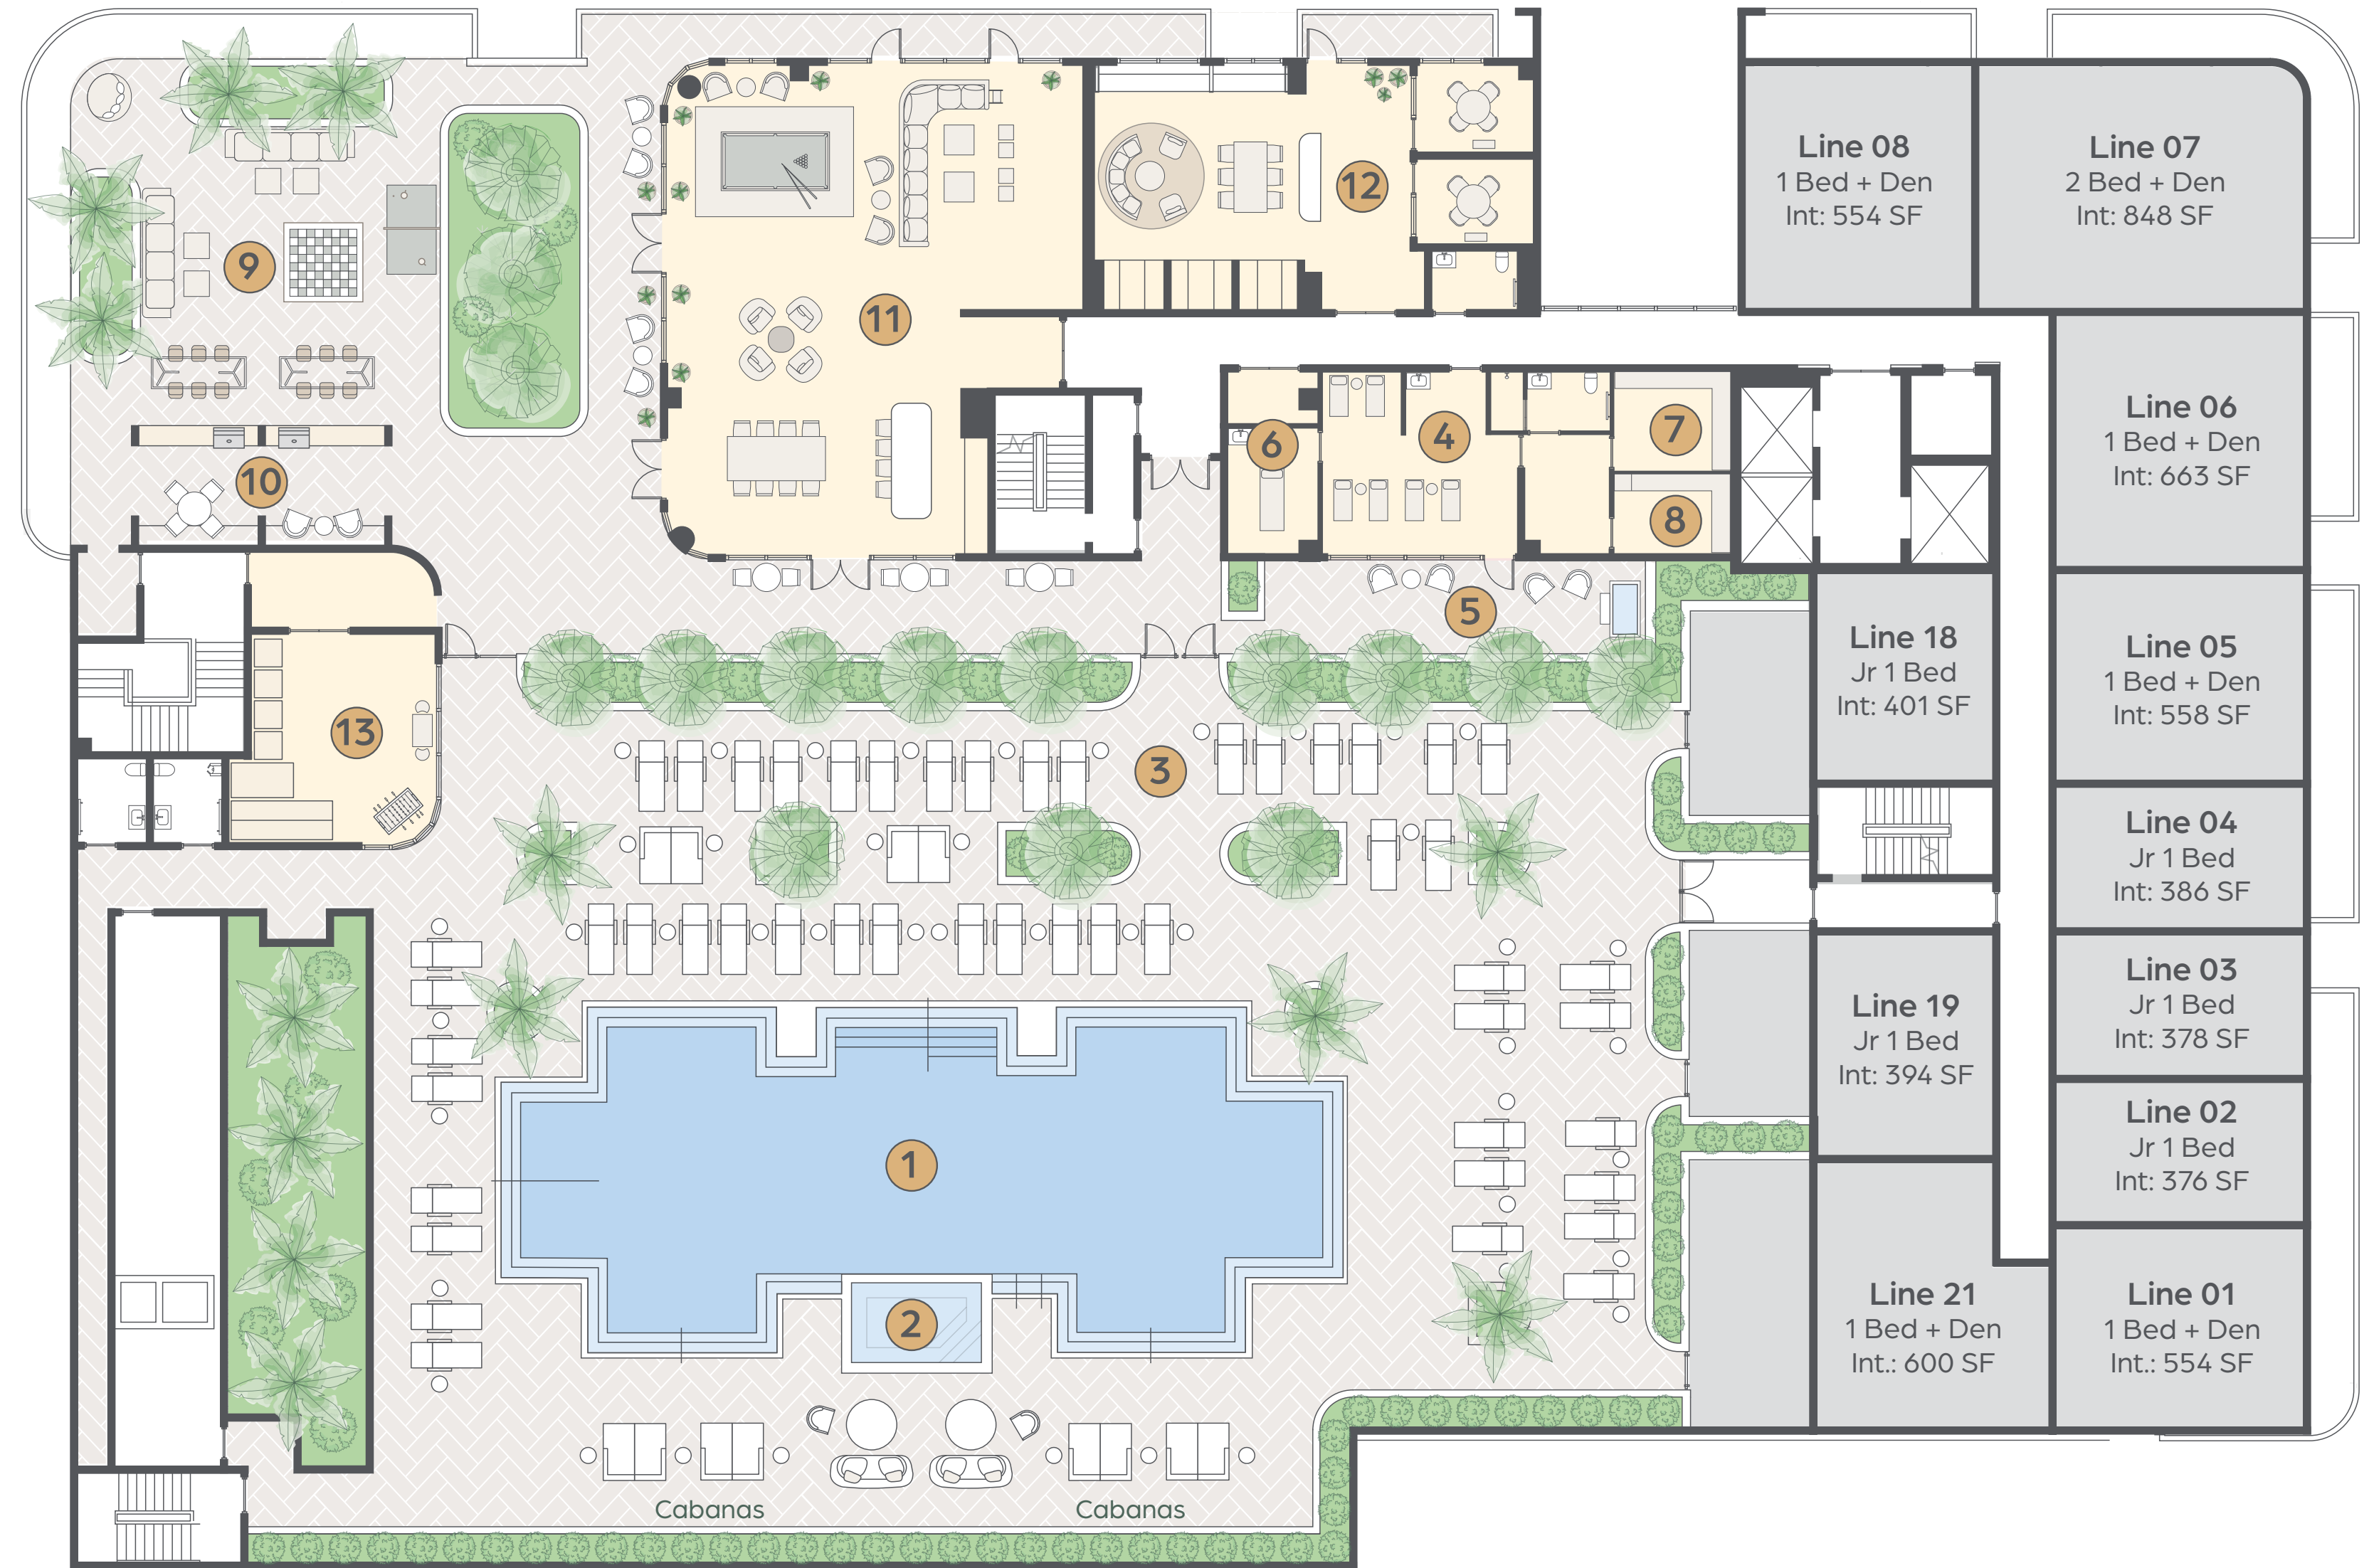 Line 08
1 Bed + Den
Int: 554 SF
Line 07
2 Bed + Den
Int: 848 SF
12
9
11
Line 06
1 Bed + Den
Int: 663 SF
7
4
6
10
8
5
Line 18
Jr 1 Bed
Int: 401 SF
Line 05
1 Bed + Den
Int: 558 SF
13
3
Line 04
Jr 1 Bed
Int: 386 SF
Line 19
Jr 1 Bed
Int: 394 SF
Line 03
Jr 1 Bed
Int: 378 SF
Line 02
Jr 1 Bed
Int: 376 SF
1
2
Line 21
1 Bed + Den
Int.: 600 SF
Line 01
1 Bed + Den
Int.: 554 SF
Cabanas
Cabanas